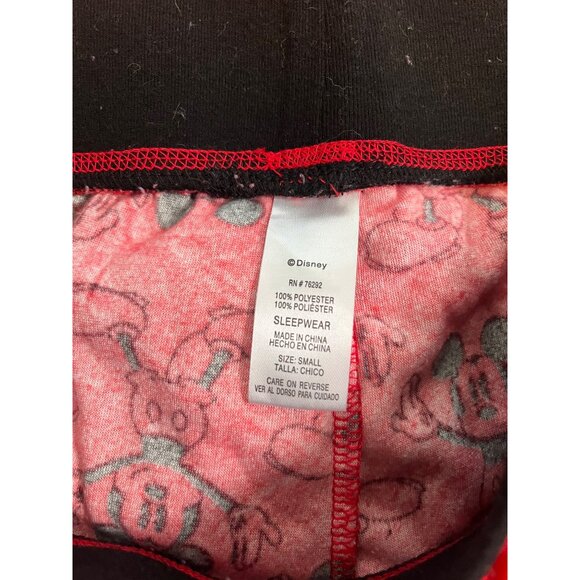 ©Disney
RN # 76292
100% POLYESTER
100% POLIÉSTER
SLEEPWEAR
MADE IN CHINA
HECHO EN CHINA
SIZE: SMALL
TALLA: CHICO
CARE ON REVERSE
VER AL DORSO PARA CUIDADO